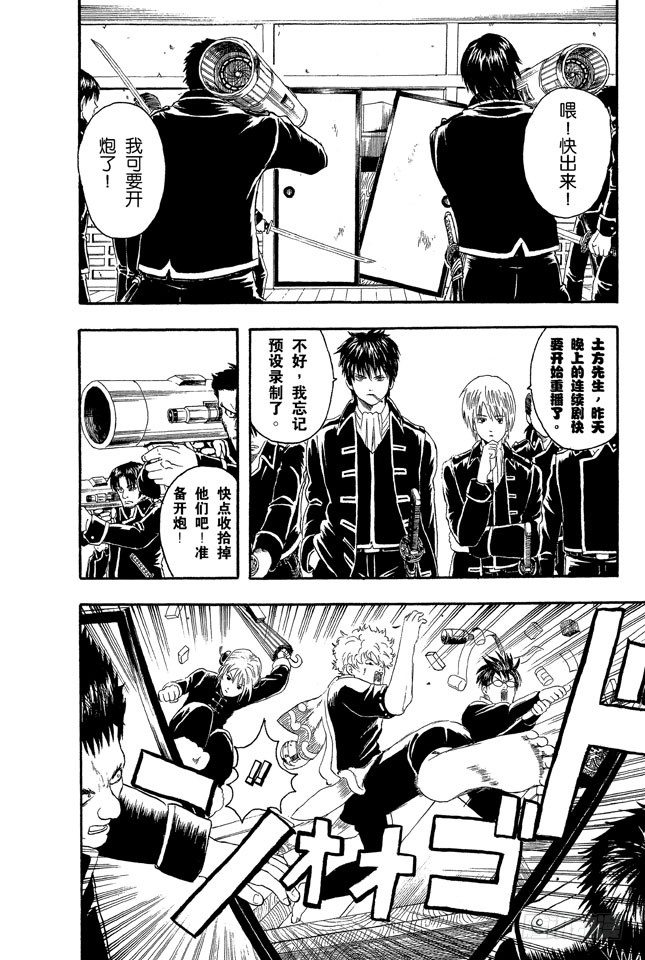 喂！快出来！
我可要开
炮了！
土方先生，昨天
晚上的连续剧快
要开始重播了。
不好，我忘记
预设录制了。
快点收拾掉
他们吧！准
备开炮！
!!
ドゴォォン